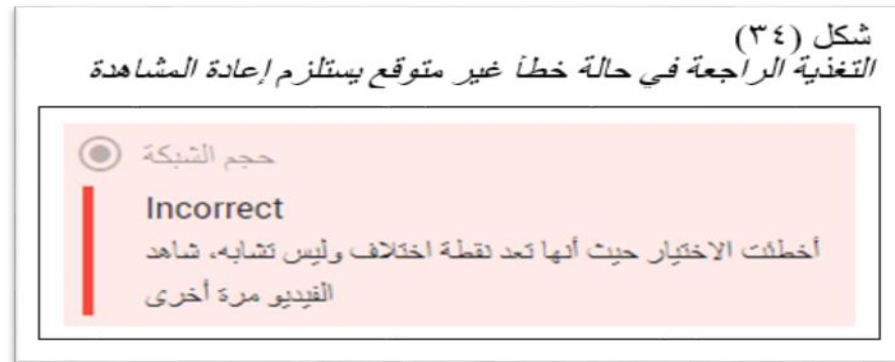 شكل (٣٤)
التغذية الراجعة في حالة خطأ غير متوقع يستلزم إعادة المشاهدة
حجم الشبكة
Incorrect
أخطئت الاختيار حيث أنها تعد نقطة اختلاف وليس تشابه، شاهد
الفيديو مرة أخرى